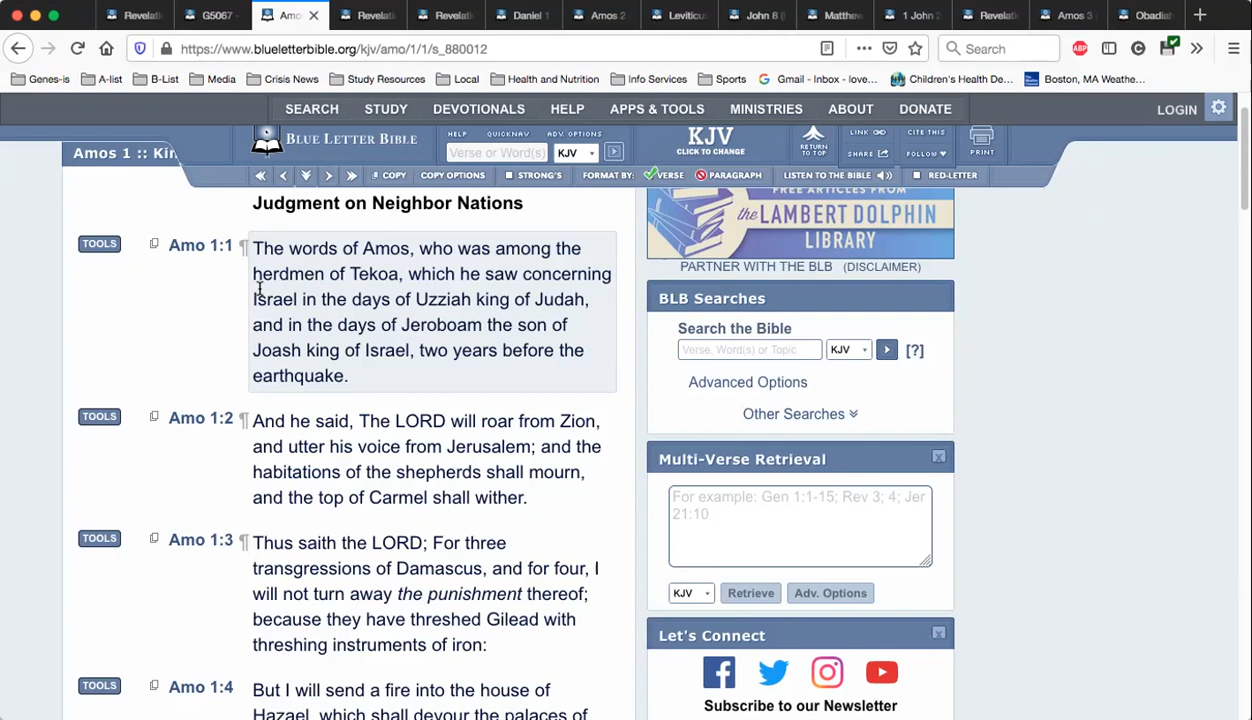 Revelati
G5067 -
Amos
Revelati
Revelati
Daniel 1
Amos 2
Leviticu
John 8 (
Matthew
1 John 2
Revelati
Amos 3
Obadiah
https://www.blueletterbible.org/kjv/amo/1/1/s_880012
Search
Genes-is
A-list
B-List
Media
Crisis News
Study Resources
Local
Health and Nutrition
Info Services
Sports
Gmail - Inbox - love...
Children's Health De...
Boston, MA Weathe...
SEARCH STUDY DEVOTIONALS HELP APPS & TOOLS MINISTRIES ABOUT DONATE LOGIN
Amos 1 :: Kin
BLUE LETTER BIBLE
HELP QUICKNAV ADV. OPTIONS
Verse or Word(s) KJV
KJV
CLICK TO CHANGE
RETURN
TO TOP
LINK CITE THIS
SHARE FOLLOW
PRINT
COPY COPY OPTIONS STRONG'S FORMAT BY: VERSE PARAGRAPH LISTEN TO THE BIBLE RED-LETTER
Judgment on Neighbor Nations
TOOLS Amo 1:1 ¶ The words of Amos, who was among the
herdmen of Tekoa, which he saw concerning
Israel in the days of Uzziah king of Judah,
and in the days of Jeroboam the son of
Joash king of Israel, two years before the
earthquake.
TOOLS Amo 1:2 ¶ And he said, The LORD will roar from Zion,
and utter his voice from Jerusalem; and the
habitations of the shepherds shall mourn,
and the top of Carmel shall wither.
TOOLS Amo 1:3 ¶ Thus saith the LORD; For three
transgressions of Damascus, and for four, I
will not turn away the punishment thereof;
because they have threshed Gilead with
threshing instruments of iron:
TOOLS Amo 1:4 But I will send a fire into the house of
Hazael, which shall devour the palaces of
FREE ARTICLES FROM
the LAMBERT DOLPHIN
LIBRARY
PARTNER WITH THE BLB (DISCLAIMER)
BLB Searches
Search the Bible
Verse, Word(s) or Topic KJV [?]
Advanced Options
Other Searches
Multi-Verse Retrieval x
For example: Gen 1:1-15; Rev 3; 4; Jer
21:10
KJV Retrieve Adv. Options
Let's Connect x
Subscribe to our Newsletter